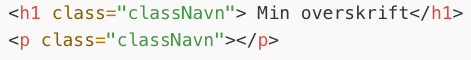 <h1 class="classNavn"> Min overskrift</h1>
<p class="classNavn"></p>